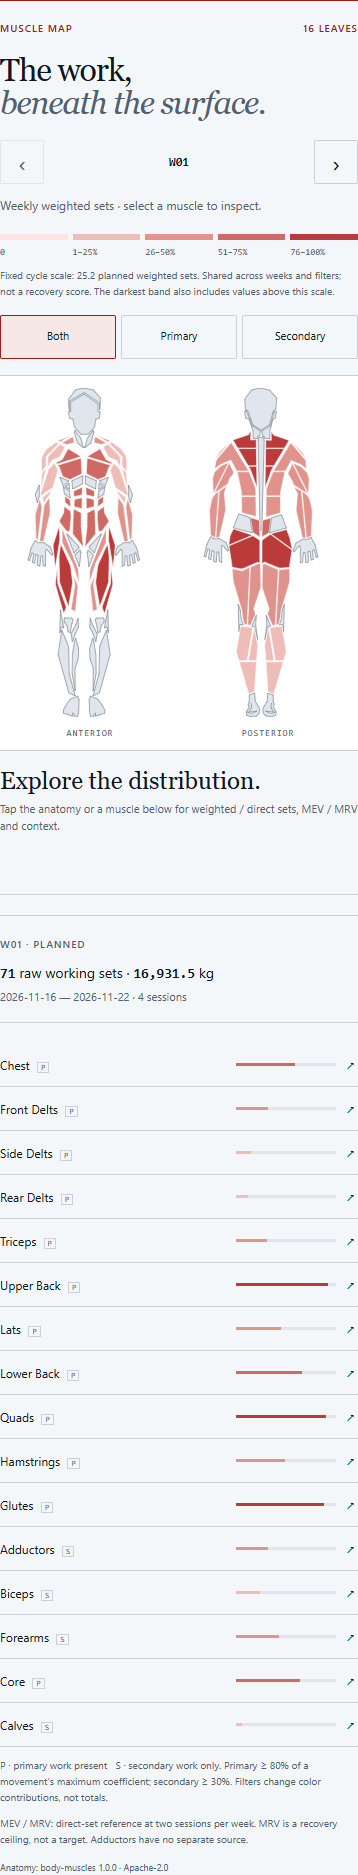 MUSCLE MAP
16 LEAVES
The work,
beneath the surface.
‹
W01
›
Weekly weighted sets · select a muscle to inspect.
0
1–25%
26–50%
51–75%
76–100%
Fixed cycle scale: 25.2 planned weighted sets. Shared across weeks and filters;
not a recovery score. The darkest band also includes values above this scale.
Both
Primary
Secondary
ANTERIOR
POSTERIOR
Explore the distribution.
Tap the anatomy or a muscle below for weighted / direct sets, MEV / MRV
and context.
W01 · PLANNED
71 raw working sets · 16,931.5 kg
2026-11-16 — 2026-11-22 · 4 sessions
Chest P ↗
Front Delts P ↗
Side Delts P ↗
Rear Delts P ↗
Triceps P ↗
Upper Back P ↗
Lats P ↗
Lower Back P ↗
Quads P ↗
Hamstrings P ↗
Glutes P ↗
Adductors S ↗
Biceps S ↗
Forearms S ↗
Core P ↗
Calves S ↗
P · primary work present S · secondary work only. Primary ≥ 80% of a
movement's maximum coefficient; secondary ≥ 30%. Filters change color
contributions, not totals.
MEV / MRV: direct-set reference at two sessions per week. MRV is a recovery
ceiling, not a target. Adductors have no separate source.
Anatomy: body-muscles 1.0.0 · Apache-2.0